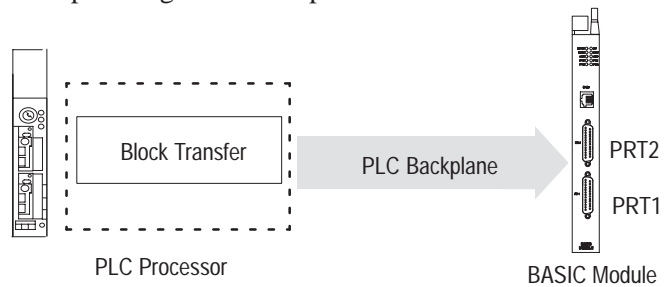 Block Transfer
PLC Backplane
PRT2
PRT1
PLC Processor
BASIC Module